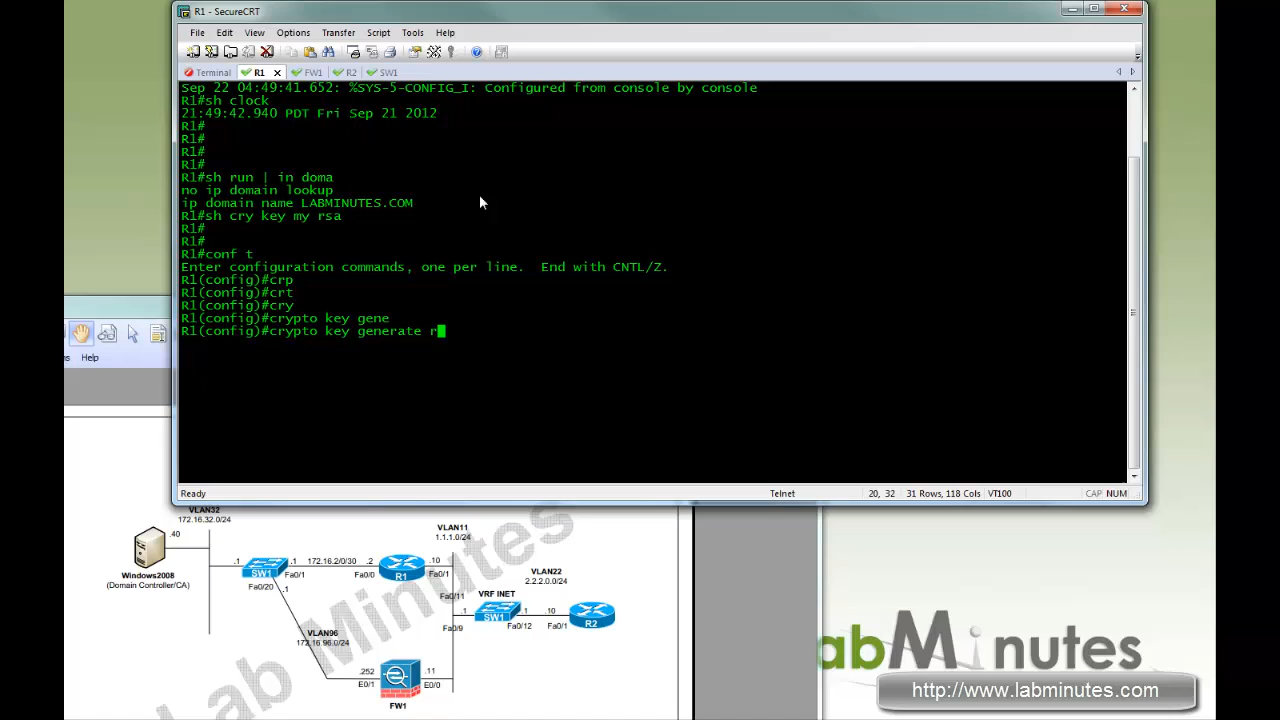 R1 - SecureCRT
File Edit View Options Transfer Script Tools Help
Terminal R1 FW1 R2 SW1
Sep 22 04:49:41.652: %SYS-5-CONFIG_I: Configured from console by console
R1#sh clock
21:49:42.940 PDT Fri Sep 21 2012
R1#
R1#
R1#
R1#
R1#sh run | in doma
no ip domain lookup
ip domain name LABMINUTES.COM
R1#sh cry key my rsa
R1#
R1#
R1#conf t
Enter configuration commands, one per line.  End with CNTL/Z.
R1(config)#crp
R1(config)#crt
R1(config)#cry
R1(config)#crypto key gene
R1(config)#crypto key generate r
Ready Telnet 20, 32 31 Rows, 118 Cols VT100 CAP NUM
Help
VLAN32
172.16.32.0/24
.40
Windows2008
(Domain Controller/CA)
.1
SW1
Fa0/20
.1
Fa0/1
.1
172.16.2/0/30
.2
Fa0/0
R1
.10
Fa0/1
VLAN11
1.1.1.0/24
Fa0/11
VRF INET
.1
SW1
Fa0/9
.1
Fa0/12
VLAN22
2.2.2.0/24
.10
Fa0/1
R2
VLAN96
172.16.96.0/24
.252
E0/1
.11
E0/0
FW1
Lab Minutes
abMinutes
http://www.labminutes.com